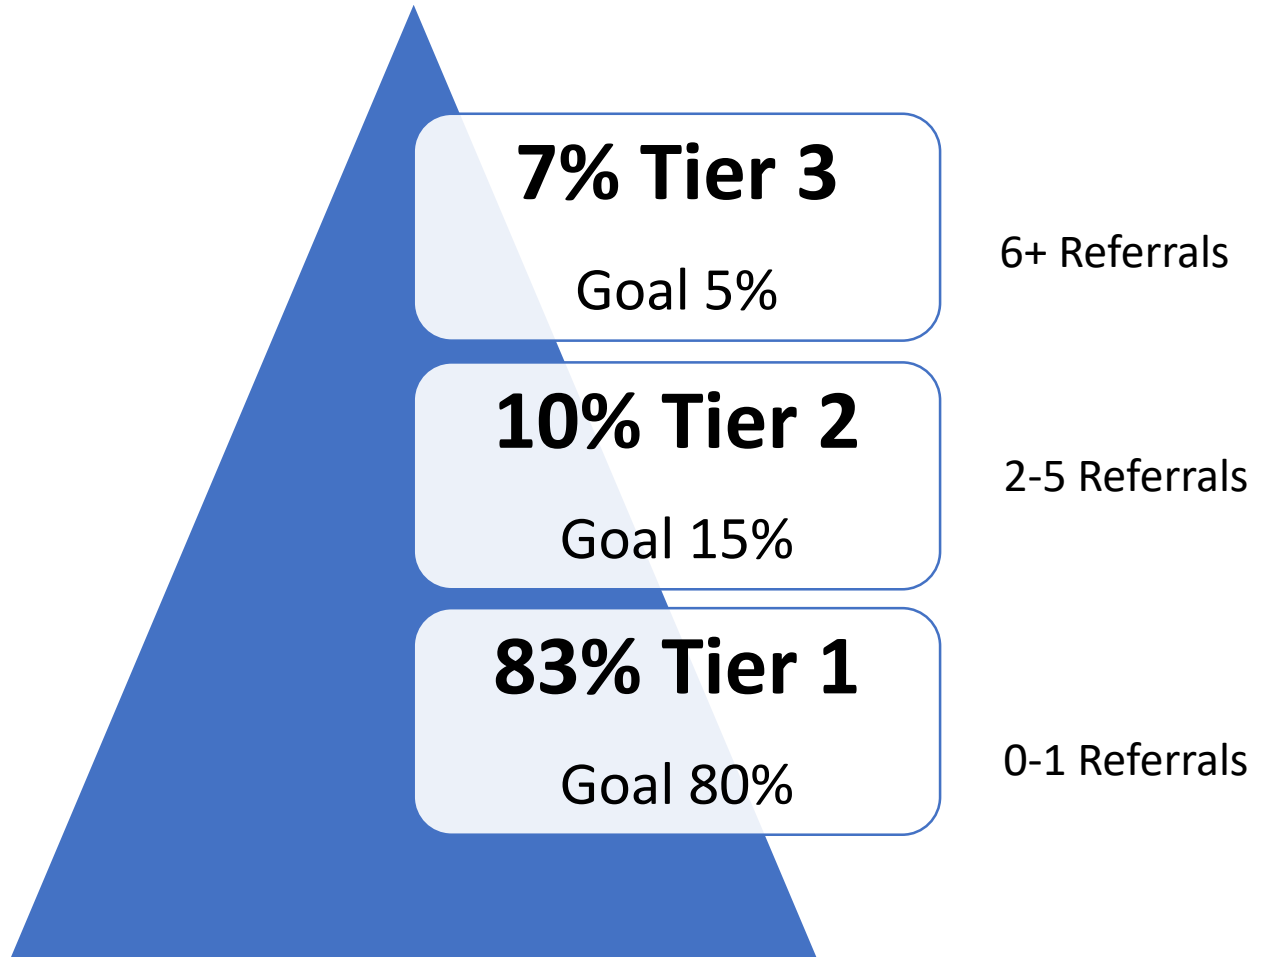 7% Tier 3
Goal 5%
6+ Referrals
10% Tier 2
Goal 15%
2-5 Referrals
83% Tier 1
Goal 80%
0-1 Referrals